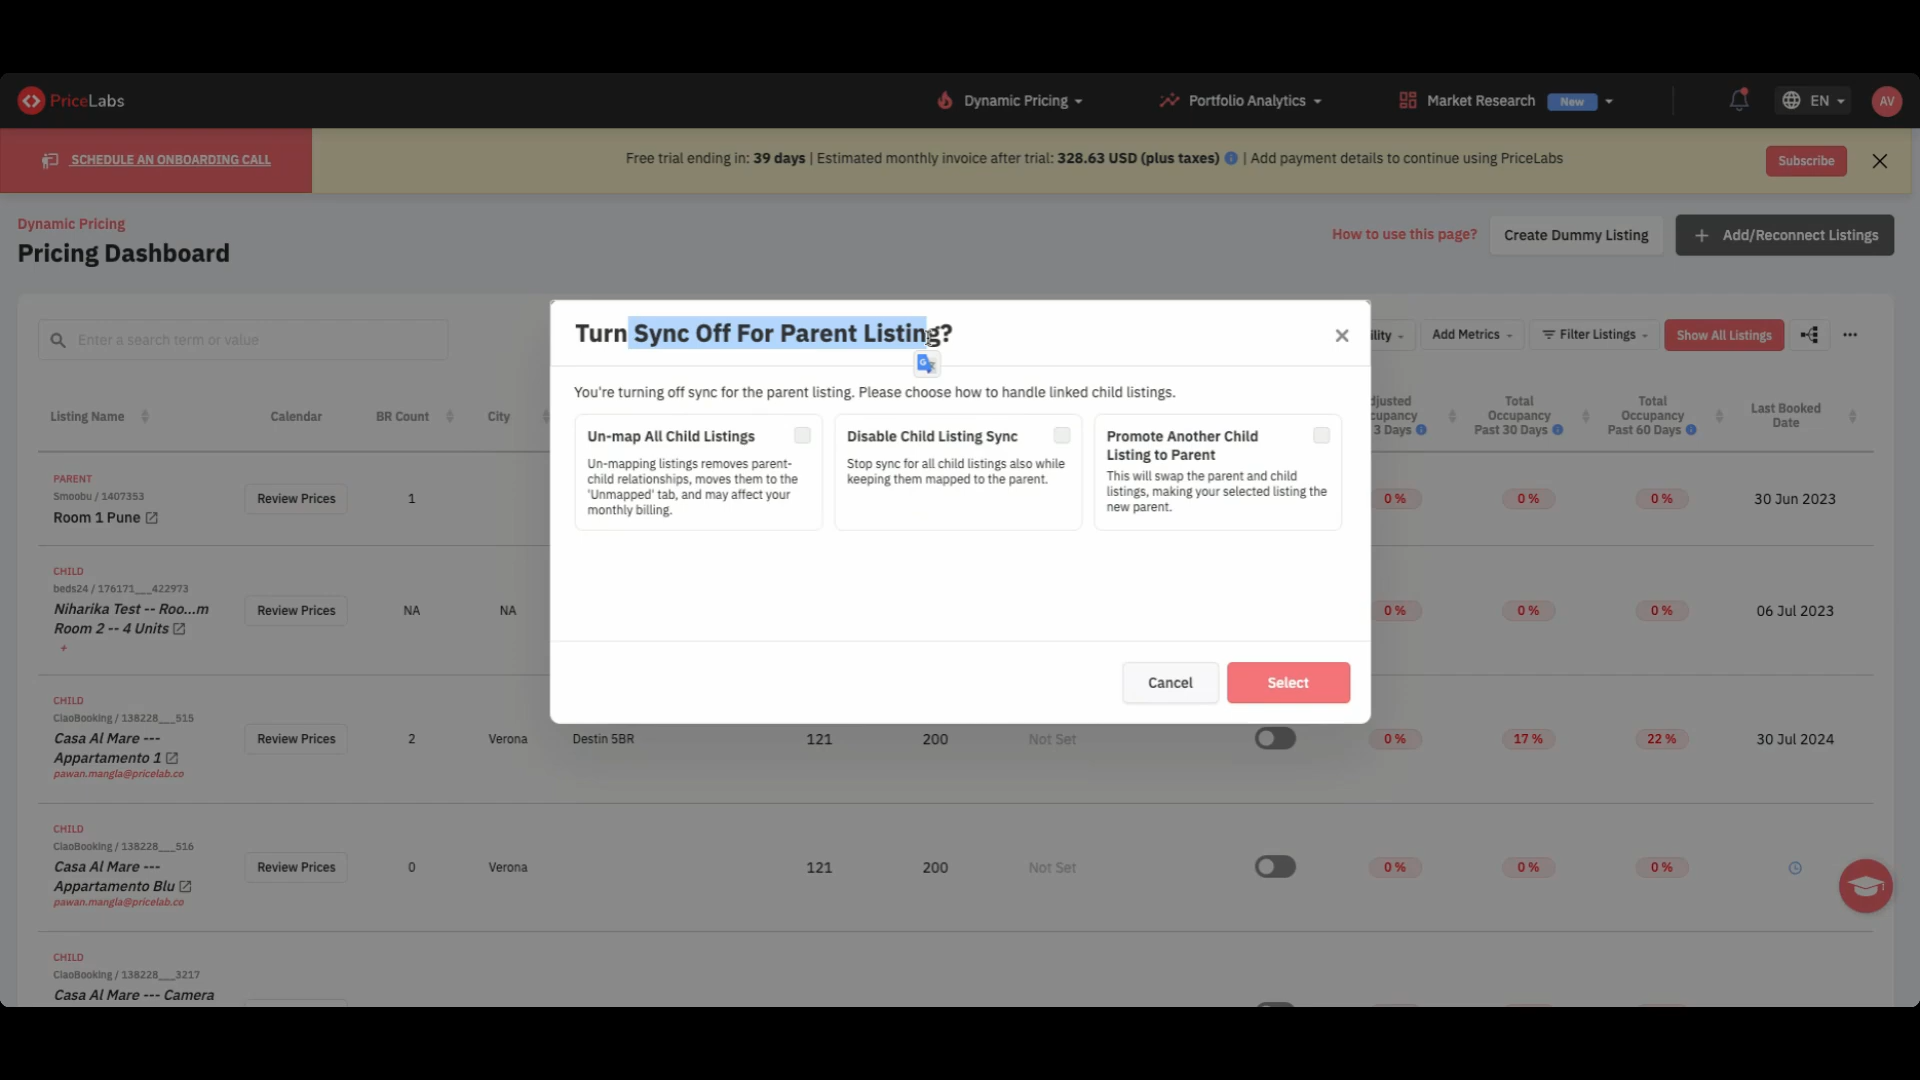 PriceLabs
Dynamic Pricing
Portfolio Analytics
Market Research New
EN
AV
SCHEDULE AN ONBOARDING CALL
Free trial ending in: 39 days | Estimated monthly invoice after trial: 328.63 USD (plus taxes) | Add payment details to continue using PriceLabs
Subscribe
Dynamic Pricing
Pricing Dashboard
How to use this page?
Create Dummy Listing
+ Add/Reconnect Listings
Enter a search term or value
ility
Add Metrics
Filter Listings
Show All Listings
Turn Sync Off For Parent Listing?
You're turning off sync for the parent listing. Please choose how to handle linked child listings.
Un-map All Child Listings
Un-mapping listings removes parent-
child relationships, moves them to the
'Unmapped' tab, and may affect your
monthly billing.
Disable Child Listing Sync
Stop sync for all child listings also while
keeping them mapped to the parent.
Promote Another Child
Listing to Parent
This will swap the parent and child
listings, making your selected listing the
new parent.
Cancel
Select
Listing Name
Calendar
BR Count
City
djusted
cupancy
3 Days
Total
Occupancy
Past 30 Days
Total
Occupancy
Past 60 Days
Last Booked
Date
PARENT
Smoobu / 1407353
Room 1 Pune
Review Prices
1
0 %
0 %
0 %
30 Jun 2023
CHILD
beds24 / 176171___422973
Niharika Test -- Roo...m
Room 2 -- 4 Units
+
Review Prices
NA
NA
0 %
0 %
0 %
06 Jul 2023
CHILD
CiaoBooking / 138228___515
Casa Al Mare ---
Appartamento 1
pawan.mangla@pricelab.co
Review Prices
2
Verona
Destin 5BR
121
200
Not Set
0 %
17 %
22 %
30 Jul 2024
CHILD
CiaoBooking / 138228___516
Casa Al Mare ---
Appartamento Blu
pawan.mangla@pricelab.co
Review Prices
0
Verona
121
200
Not Set
0 %
0 %
0 %
CHILD
CiaoBooking / 138228___3217
Casa Al Mare --- Camera